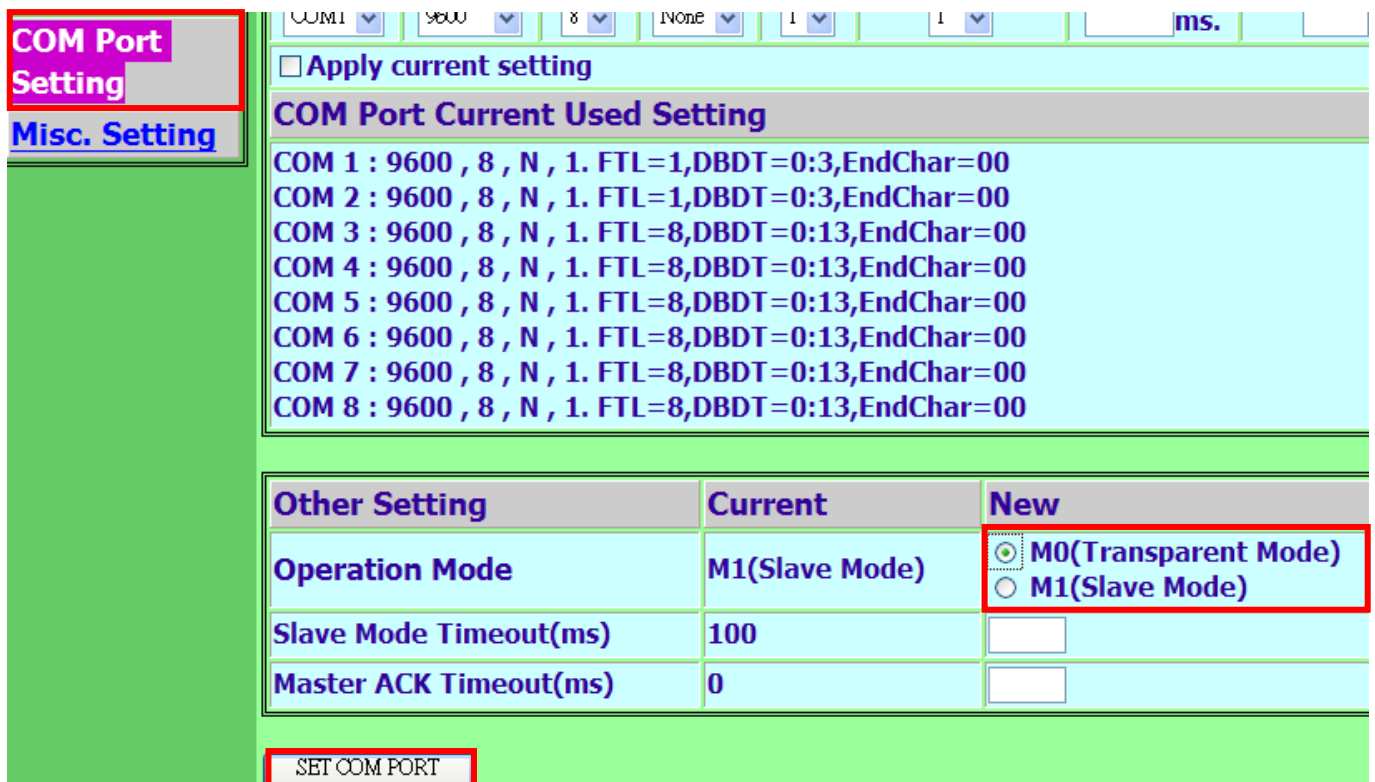 COM1 9600 8 None 1 1 ms.
COM Port
Setting
Misc. Setting
Apply current setting
COM Port Current Used Setting
COM 1 : 9600 , 8 , N , 1. FTL=1,DBDT=0:3,EndChar=00
COM 2 : 9600 , 8 , N , 1. FTL=1,DBDT=0:3,EndChar=00
COM 3 : 9600 , 8 , N , 1. FTL=8,DBDT=0:13,EndChar=00
COM 4 : 9600 , 8 , N , 1. FTL=8,DBDT=0:13,EndChar=00
COM 5 : 9600 , 8 , N , 1. FTL=8,DBDT=0:13,EndChar=00
COM 6 : 9600 , 8 , N , 1. FTL=8,DBDT=0:13,EndChar=00
COM 7 : 9600 , 8 , N , 1. FTL=8,DBDT=0:13,EndChar=00
COM 8 : 9600 , 8 , N , 1. FTL=8,DBDT=0:13,EndChar=00
Other Setting Current New
Operation Mode M1(Slave Mode) M0(Transparent Mode)
M1(Slave Mode)
Slave Mode Timeout(ms) 100
Master ACK Timeout(ms) 0
SET COM PORT